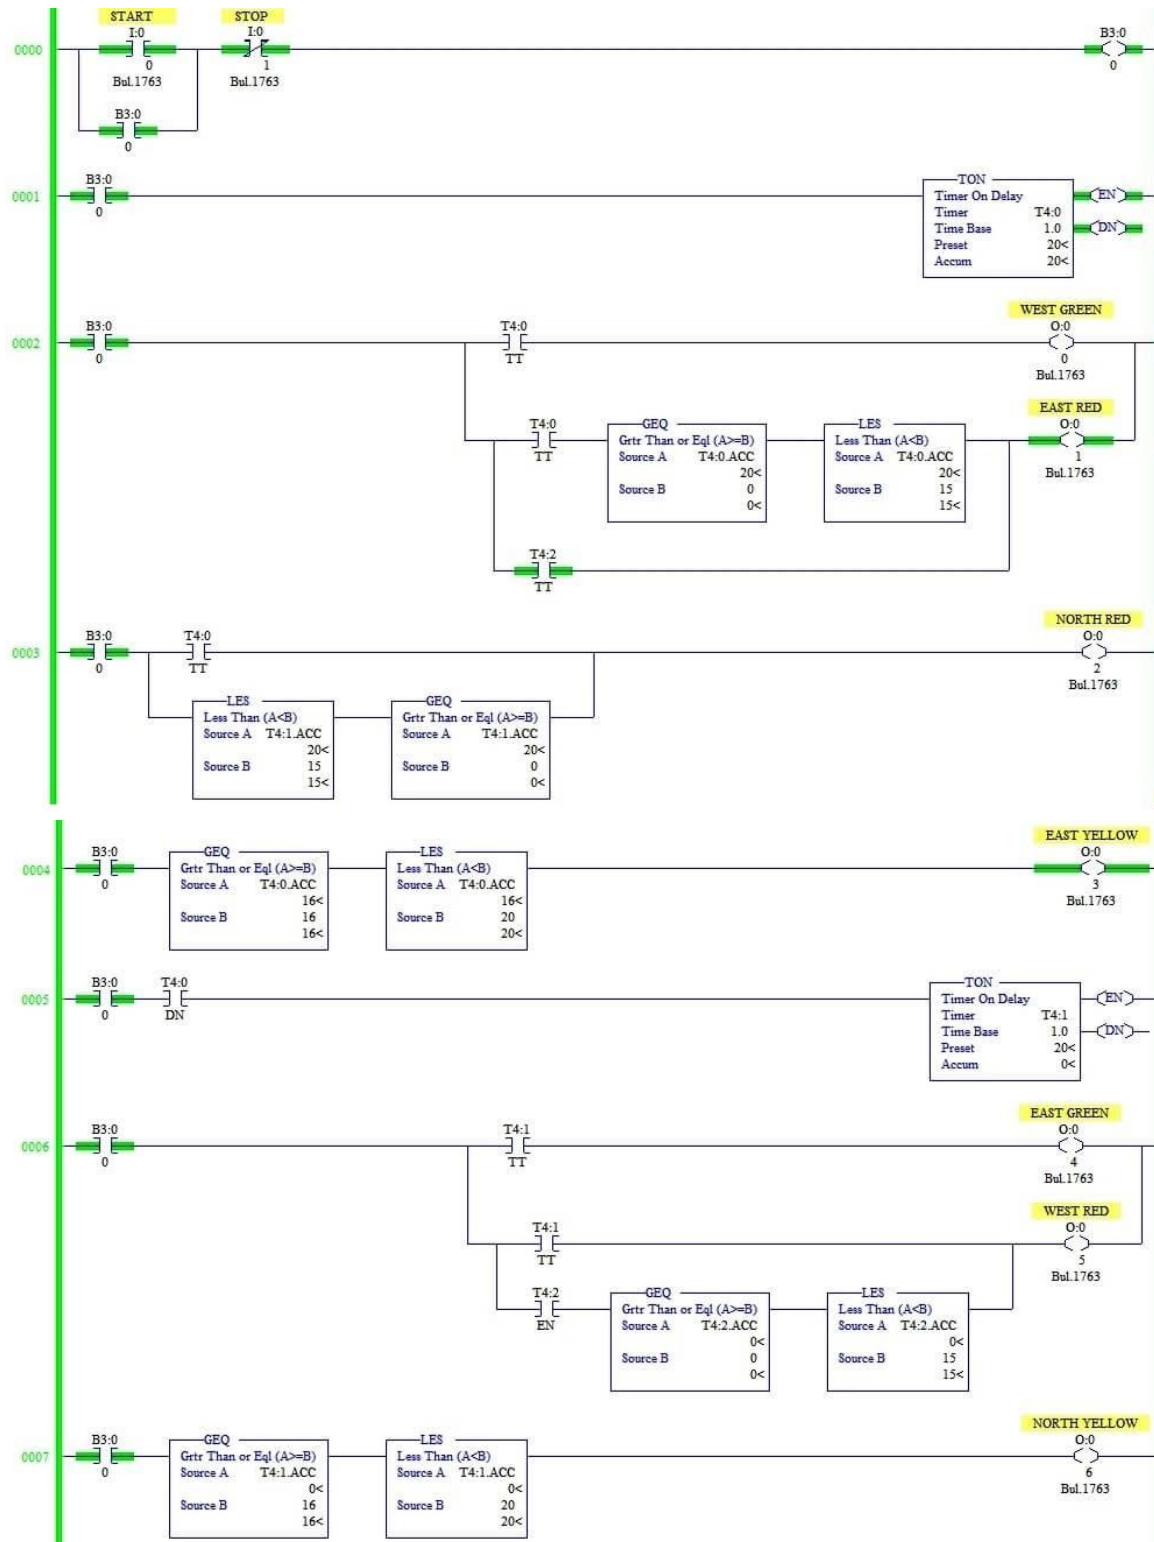 START STOP
I:0 I:0 B3:0
0000
0 1 0
Bul.1763 Bul.1763
B3:0
0
B3:0 TON
0001 Timer On Delay EN
0 Timer T4:0
Time Base 1.0 DN
Preset 20<
Accum 20<
WEST GREEN
B3:0 T4:0 O:0
0002
0 TT 0
Bul.1763
EAST RED
T4:0 GEQ LES O:0
Grtr Than or Eql (A>=B) Less Than (A<B)
TT Source A T4:0.ACC Source A T4:0.ACC 1
20< 20< Bul.1763
Source B 0 Source B 15
0< 15<
T4:2
TT
NORTH RED
B3:0 T4:0 O:0
0003
0 TT 2
Bul.1763
LES GEQ
Less Than (A<B) Grtr Than or Eql (A>=B)
Source A T4:1.ACC Source A T4:1.ACC
20< 20<
Source B 15 Source B 0
15< 0<
EAST YELLOW
B3:0 GEQ LES O:0
0004 Grtr Than or Eql (A>=B) Less Than (A<B)
0 Source A T4:0.ACC Source A T4:0.ACC 3
16< 16< Bul.1763
Source B 16 Source B 20
16< 20<
B3:0 T4:0 TON
0005 Timer On Delay EN
0 DN Timer T4:1
Time Base 1.0 DN
Preset 20<
Accum 0<
EAST GREEN
B3:0 T4:1 O:0
0006
0 TT 4
Bul.1763
WEST RED
T4:1 O:0
TT 5
Bul.1763
T4:2 GEQ LES
Grtr Than or Eql (A>=B) Less Than (A<B)
EN Source A T4:2.ACC Source A T4:2.ACC
0< 0<
Source B 0 Source B 15
0< 15<
NORTH YELLOW
B3:0 GEQ LES O:0
0007 Grtr Than or Eql (A>=B) Less Than (A<B)
0 Source A T4:1.ACC Source A T4:1.ACC 6
0< 0< Bul.1763
Source B 16 Source B 20
16< 20<